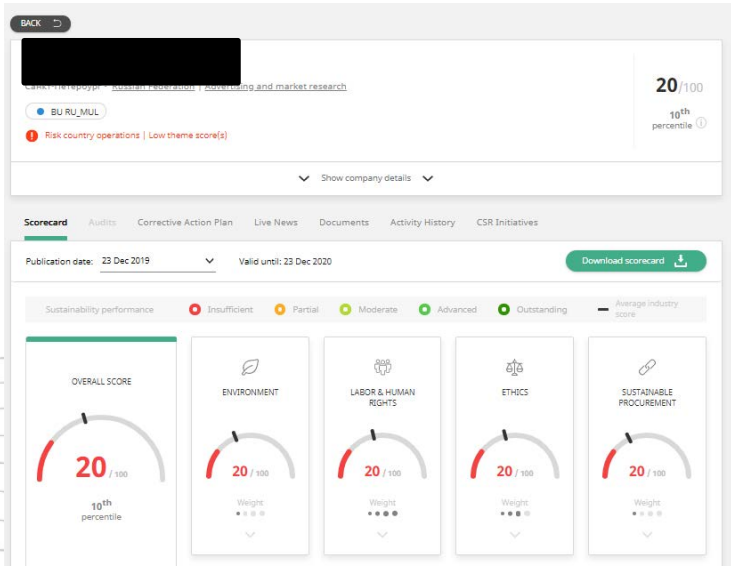 BACK
Санкт-Петербург - Russian Federation | Advertising and market research
BU RU_MUL
Risk country operations | Low theme score(s)
20/100
10th
percentile
Show company details
Scorecard Audits Corrective Action Plan Live News Documents Activity History CSR Initiatives
Publication date: 23 Dec 2019 Valid until: 23 Dec 2020 Download scorecard
Sustainability performance Insufficient Partial Moderate Advanced Outstanding Average industry
score
OVERALL SCORE
20 / 100
10th
percentile
ENVIRONMENT
20 / 100
Weight
LABOR & HUMAN
RIGHTS
20 / 100
Weight
ETHICS
20 / 100
Weight
SUSTAINABLE
PROCUREMENT
20 / 100
Weight